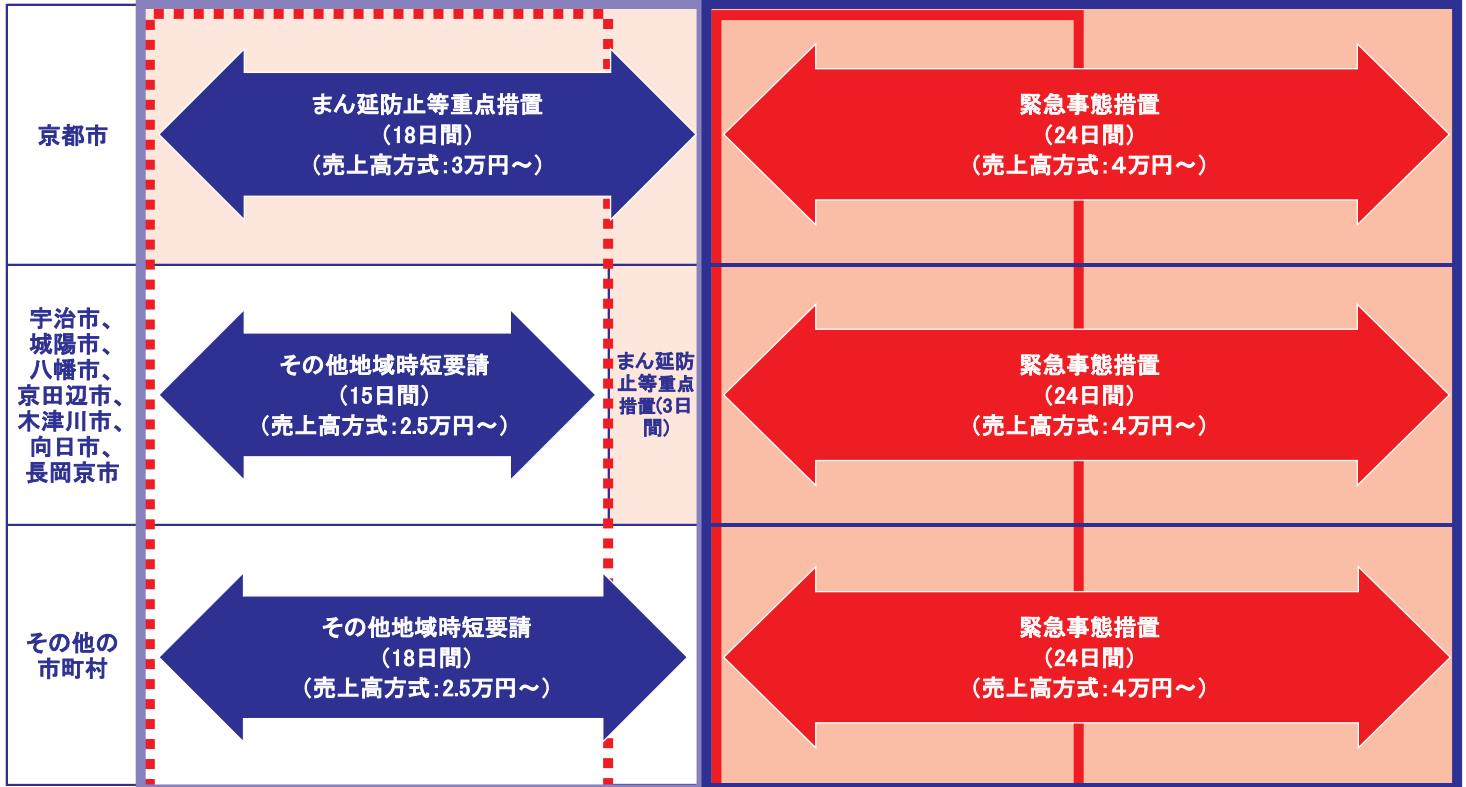 京都市
まん延防止等重点措置
（18日間）
（売上高方式：3万円～）
緊急事態措置
（24日間）
（売上高方式：４万円～）
宇治市、
城陽市、
八幡市、
京田辺市、
木津川市、
向日市、
長岡京市
その他地域時短要請
（15日間）
（売上高方式：2.5万円～）
まん延防
止等重点
措置(3日
間)
緊急事態措置
（24日間）
（売上高方式：４万円～）
その他の
市町村
その他地域時短要請
（18日間）
（売上高方式：2.5万円～）
緊急事態措置
（24日間）
（売上高方式：４万円～）